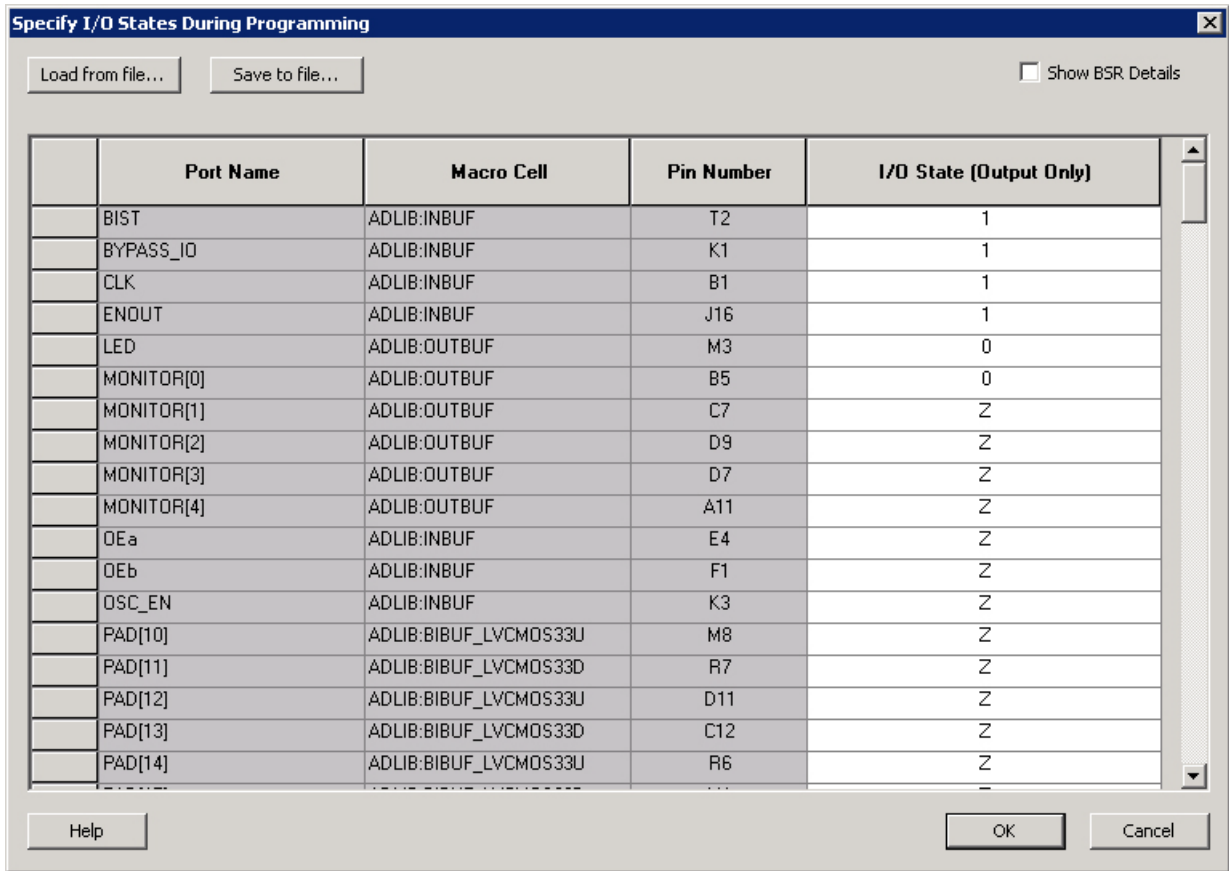 Specify I/O States During Programming
Load from file... Save to file... Show BSR Details
Port Name Macro Cell Pin Number I/O State (Output Only)
BIST ADLIB:INBUF T2 1
BYPASS_IO ADLIB:INBUF K1 1
CLK ADLIB:INBUF B1 1
ENOUT ADLIB:INBUF J16 1
LED ADLIB:OUTBUF M3 0
MONITOR[0] ADLIB:OUTBUF B5 0
MONITOR[1] ADLIB:OUTBUF C7 Z
MONITOR[2] ADLIB:OUTBUF D9 Z
MONITOR[3] ADLIB:OUTBUF D7 Z
MONITOR[4] ADLIB:OUTBUF A11 Z
OEa ADLIB:INBUF E4 Z
OEb ADLIB:INBUF F1 Z
OSC_EN ADLIB:INBUF K3 Z
PAD[10] ADLIB:BIBUF_LVCMOS33U M8 Z
PAD[11] ADLIB:BIBUF_LVCMOS33D R7 Z
PAD[12] ADLIB:BIBUF_LVCMOS33U D11 Z
PAD[13] ADLIB:BIBUF_LVCMOS33D C12 Z
PAD[14] ADLIB:BIBUF_LVCMOS33U R6 Z
Help OK Cancel